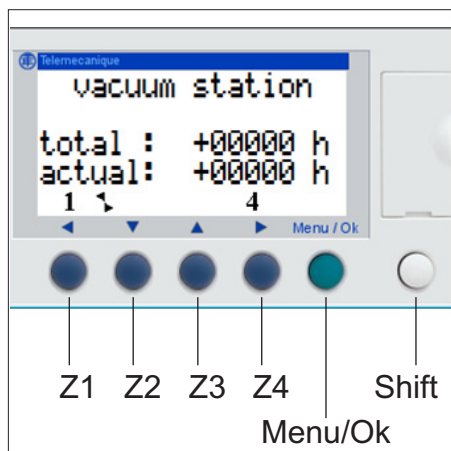 Telemecanique
vacuum station
total : +00000 h
actual: +00000 h
1 4
Menu / Ok
Z1 Z2 Z3 Z4 Shift
Menu/Ok